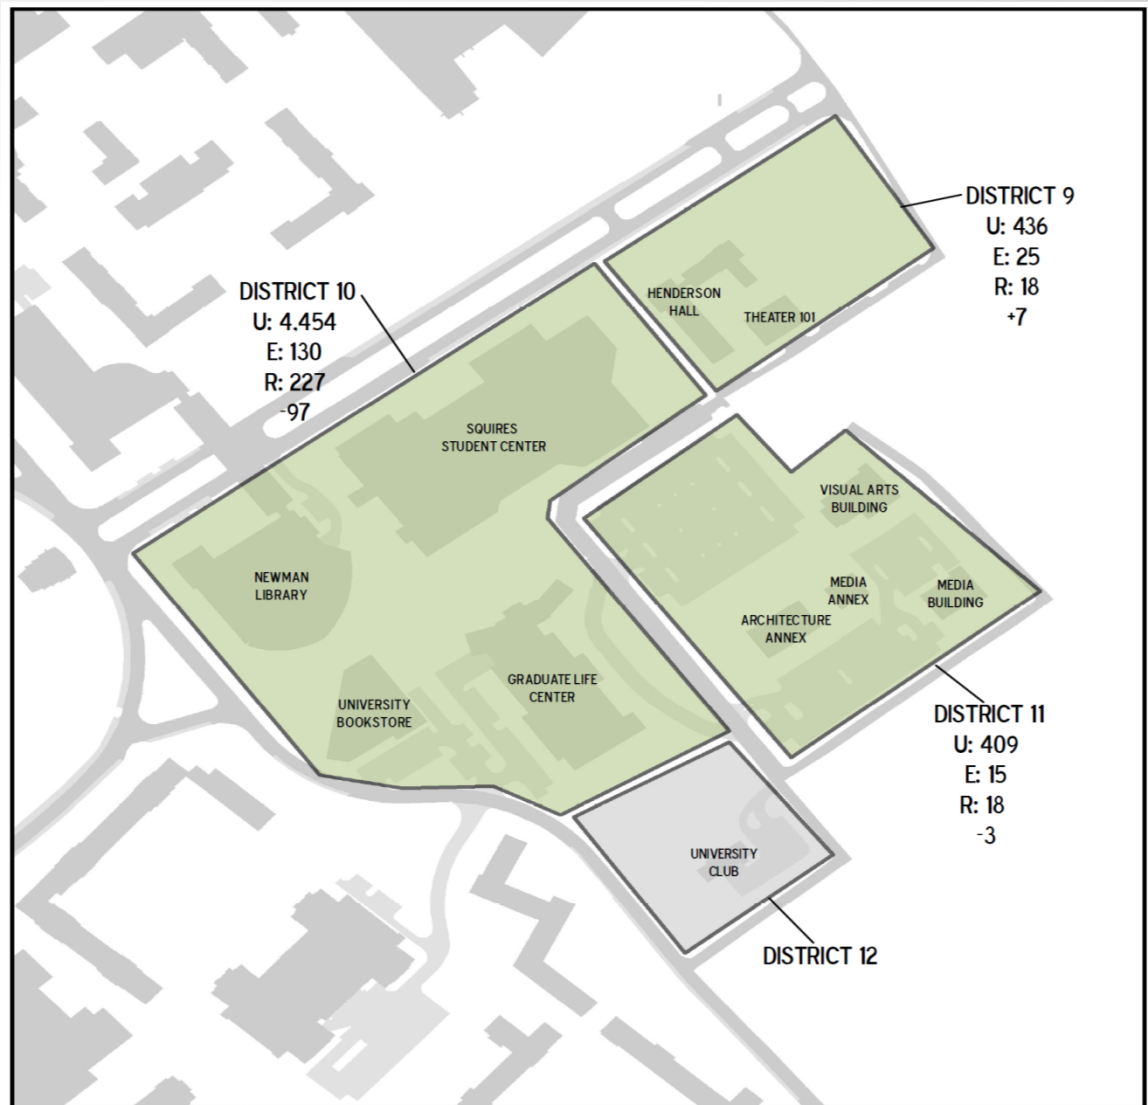 DISTRICT 9
U: 436
E: 25
R: 18
+7
HENDERSON
HALL
THEATER 101
DISTRICT 10
U: 4,454
E: 130
R: 227
-97
SQUIRES
STUDENT CENTER
NEWMAN
LIBRARY
UNIVERSITY
BOOKSTORE
GRADUATE LIFE
CENTER
VISUAL ARTS
BUILDING
MEDIA
ANNEX
MEDIA
BUILDING
ARCHITECTURE
ANNEX
DISTRICT 11
U: 409
E: 15
R: 18
-3
UNIVERSITY
CLUB
DISTRICT 12